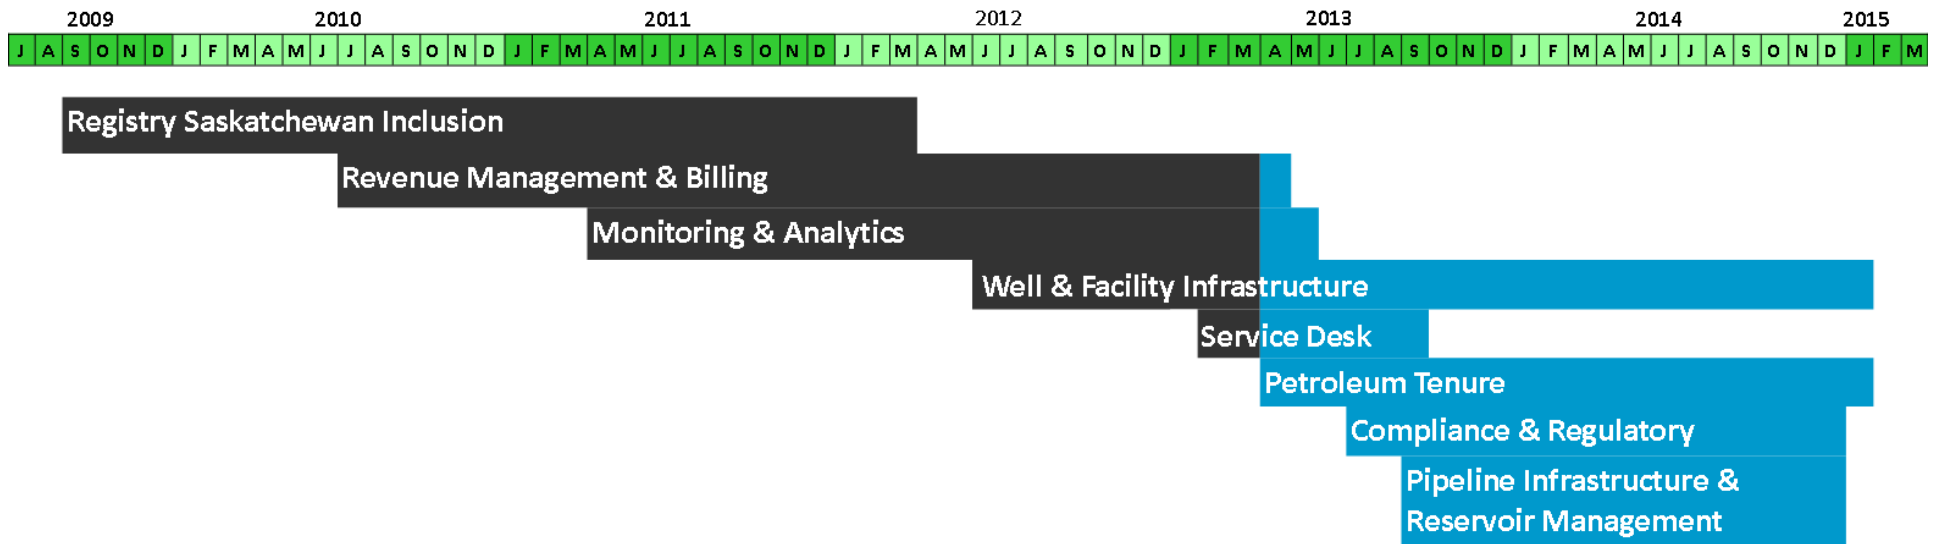 2009 2010 2011 2012 2013 2014 2015
J A S O N D J F M A M J J A S O N D J F M A M J J A S O N D J F M A M J J A S O N D J F M A M J J A S O N D J F M A M J J A S O N D J F M
Registry Saskatchewan Inclusion
Revenue Management & Billing
Monitoring & Analytics
Well & Facility Infrastructure
Service Desk
Petroleum Tenure
Compliance & Regulatory
Pipeline Infrastructure &
Reservoir Management